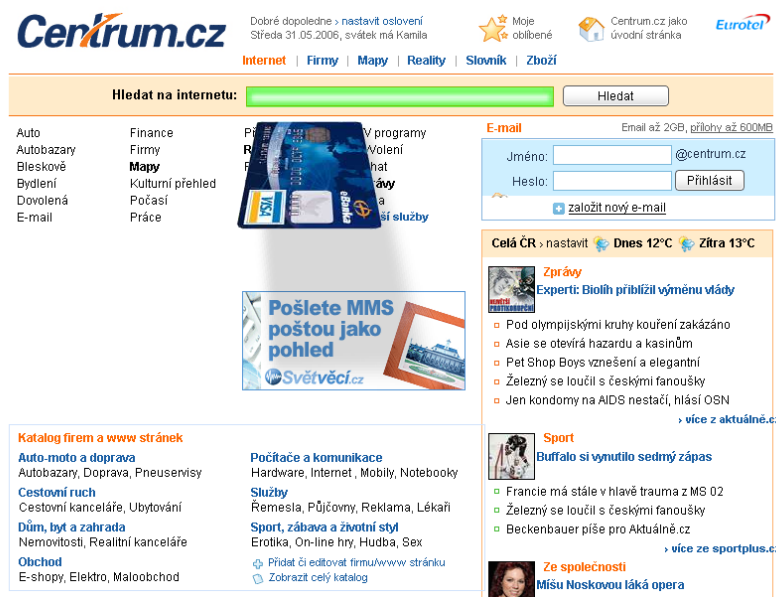 Centrum.cz
Dobré dopoledne › nastavit oslovení
Středa 31.05.2006, svátek má Kamila
Moje oblíbené
Centrum.cz jako úvodní stránka
Eurotel
Internet | Firmy | Mapy | Reality | Slovník | Zboží
Hledat na internetu:
Hledat
Auto
Autobazary
Bleskově
Bydlení
Dovolená
E-mail
Finance
Firmy
Mapy
Kulturní přehled
Počasí
Práce
V programy
Volení
hat
ávy
a
ší služby
VISA
eBanka
E-mail
Email až 2GB, přílohy až 600MB
Jméno:
@centrum.cz
Heslo:
Přihlásit
založit nový e-mail
Celá ČR › nastavit Dnes 12°C Zítra 13°C
Zprávy
Experti: Biolíh přiblížil výměnu vlády
Pod olympijskými kruhy kouření zakázáno
Asie se otevírá hazardu a kasinům
Pet Shop Boys vznešení a elegantní
Železný se loučil s českými fanoušky
Jen kondomy na AIDS nestačí, hlásí OSN
› více z aktuálně.c
Pošlete MMS
poštou jako
pohled
Světvěcí.cz
Sport
Buffalo si vynutilo sedmý zápas
Francie má stále v hlavě trauma z MS 02
Železný se loučil s českými fanoušky
Beckenbauer píše pro Aktuálně.cz
› více ze sportplus.c
Ze společnosti
Míšu Noskovou láká opera
Katalog firem a www stránek
Auto-moto a doprava
Autobazary, Doprava, Pneuservisy
Cestovní ruch
Cestovní kanceláře, Ubytování
Dům, byt a zahrada
Nemovitosti, Realitní kanceláře
Obchod
E-shopy, Elektro, Maloobchod
Počítače a komunikace
Hardware, Internet , Mobily, Notebooky
Služby
Řemesla, Půjčovny, Reklama, Lékaři
Sport, zábava a životní styl
Erotika, On-line hry, Hudba, Sex
Přidat či editovat firmu/www stránku
Zobrazit celý katalog